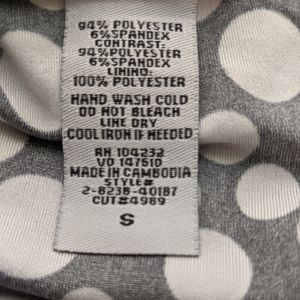 94% POLYESTER
6% SPANDEX
CONTRAST:
94% POLYESTER
6% SPANDEX
LINING:
100% POLYESTER
HAND WASH COLD
DO NOT BLEACH
LINE DRY
COOL IRON IF NEEDED
RN 104232
VD 147510
MADE IN CAMBODIA
STYLE#
2-8238-40187
CUT#4989
S